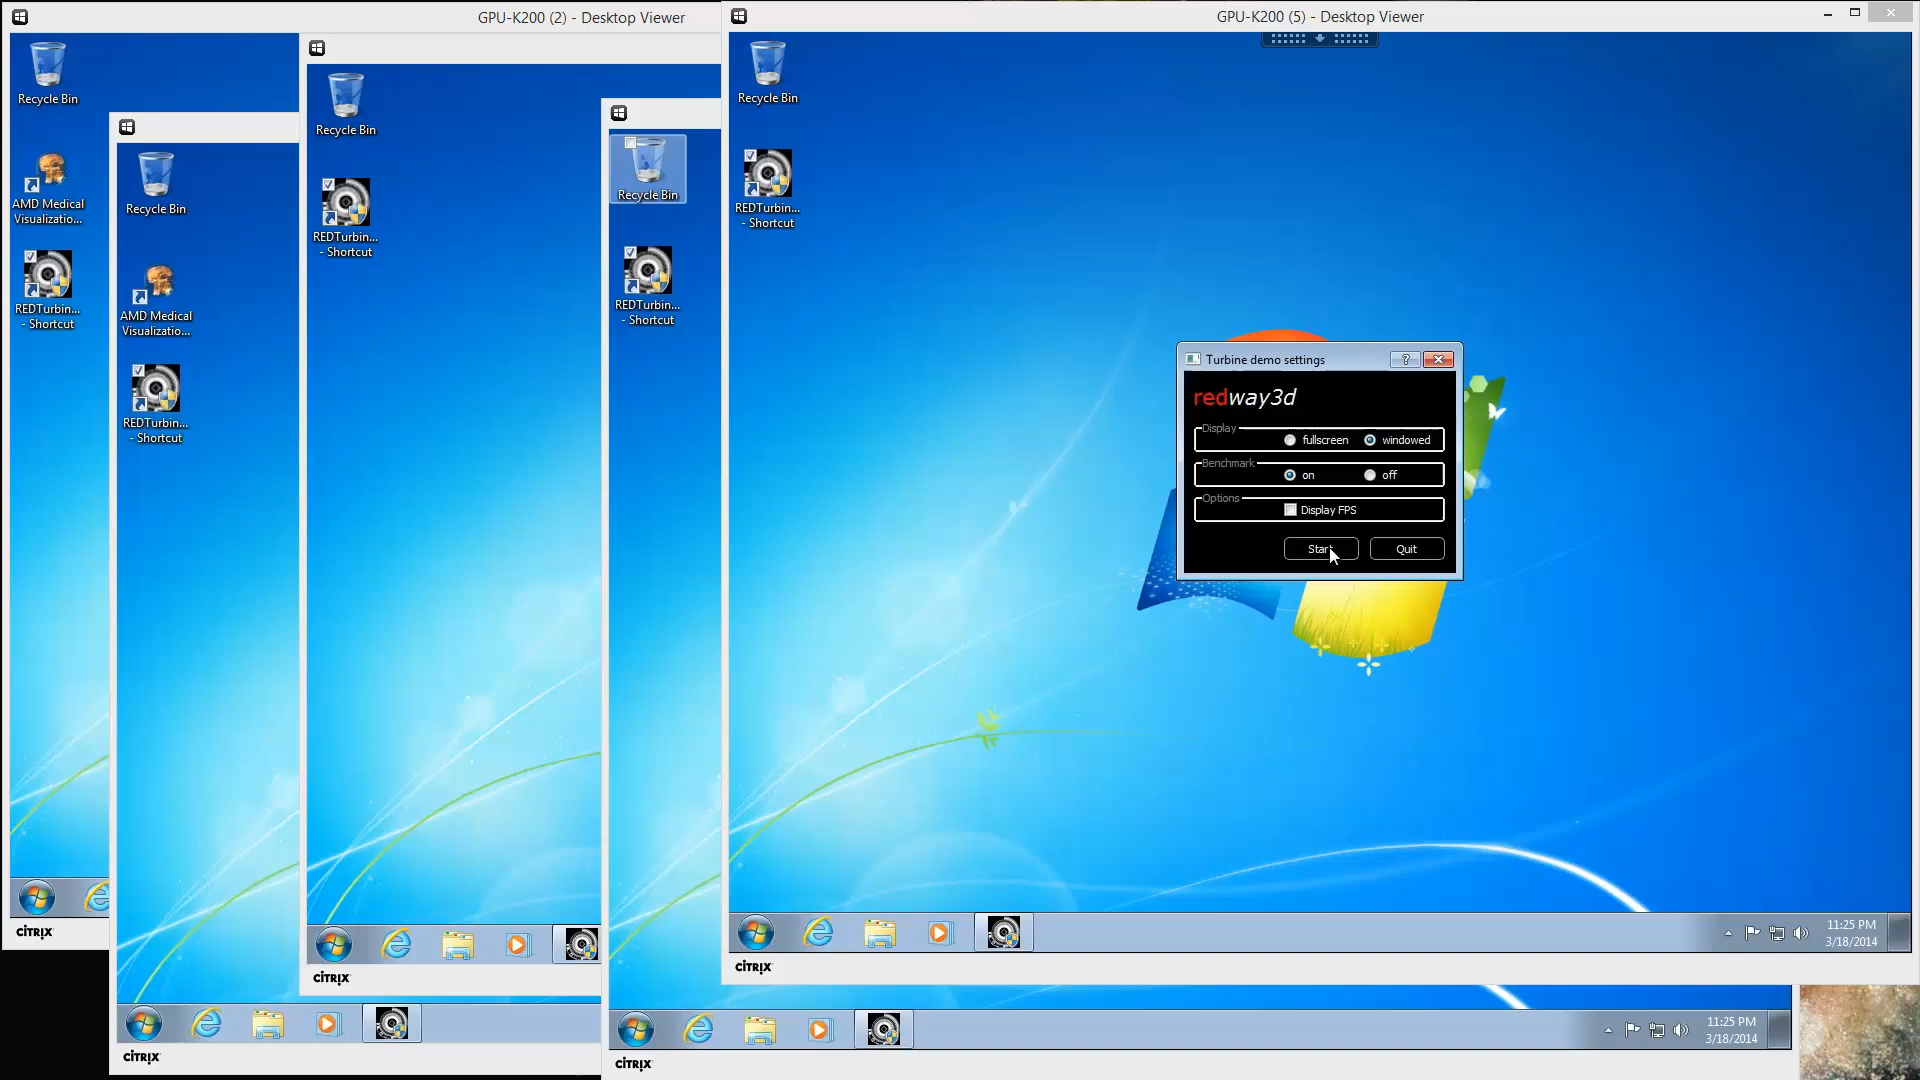 GPU-K200 (2) - Desktop Viewer
Recycle Bin
AMD Medical
Visualizatio...
REDTurbin...
- Shortcut
CITRIX
Recycle Bin
AMD Medical
Visualizatio...
REDTurbin...
- Shortcut
CITRIX
Recycle Bin
REDTurbin...
- Shortcut
CITRIX
Recycle Bin
REDTurbin...
- Shortcut
11:25 PM
3/18/2014
CITRIX
GPU-K200 (5) - Desktop Viewer
Recycle Bin
REDTurbin...
- Shortcut
Turbine demo settings
redway3d
Display
fullscreen windowed
Benchmark
on off
Options
Display FPS
Start Quit
11:25 PM
3/18/2014
CITRIX